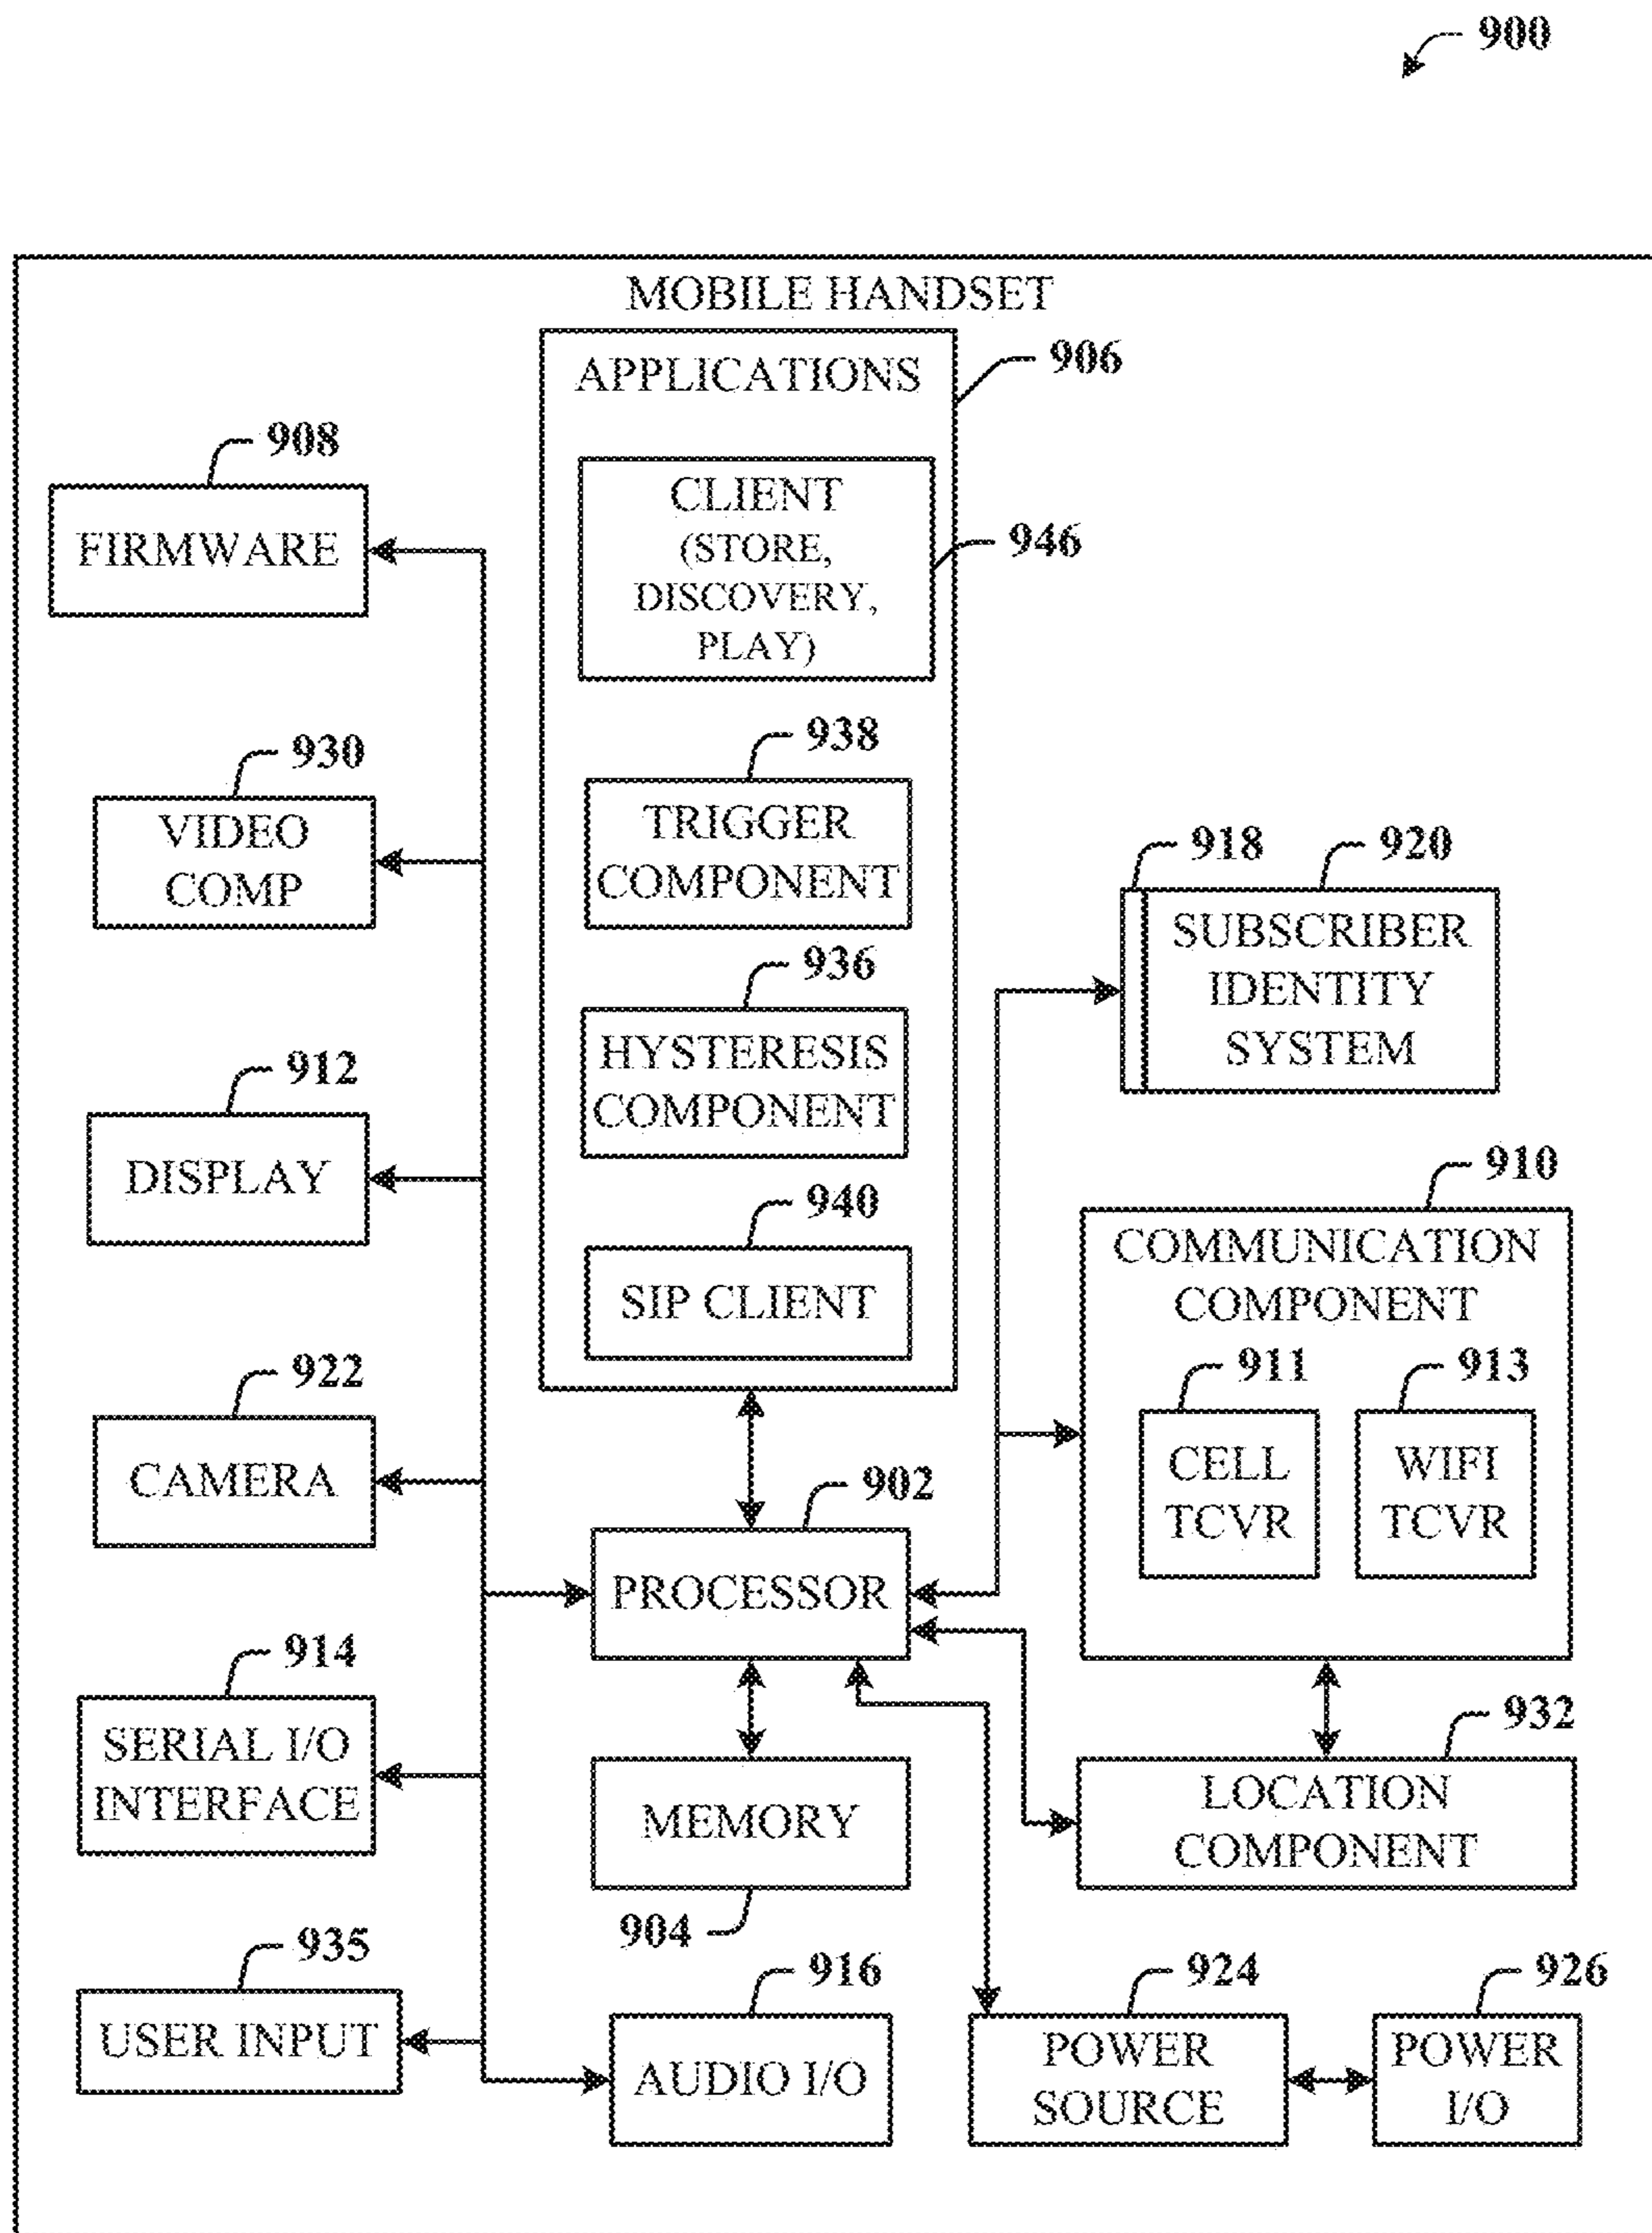 900
MOBILE HANDSET
APPLICATIONS
906
908
FIRMWARE
CLIENT
(STORE,
DISCOVERY,
PLAY)
946
930
VIDEO
COMP
938
TRIGGER
COMPONENT
918
920
SUBSCRIBER
IDENTITY
SYSTEM
936
HYSTERESIS
COMPONENT
912
DISPLAY
940
SIP CLIENT
910
COMMUNICATION
COMPONENT
911
CELL
TCVR
913
WIFI
TCVR
922
CAMERA
902
PROCESSOR
914
SERIAL I/O
INTERFACE
MEMORY
904
932
LOCATION
COMPONENT
935
USER INPUT
916
AUDIO I/O
924
POWER
SOURCE
926
POWER
I/O